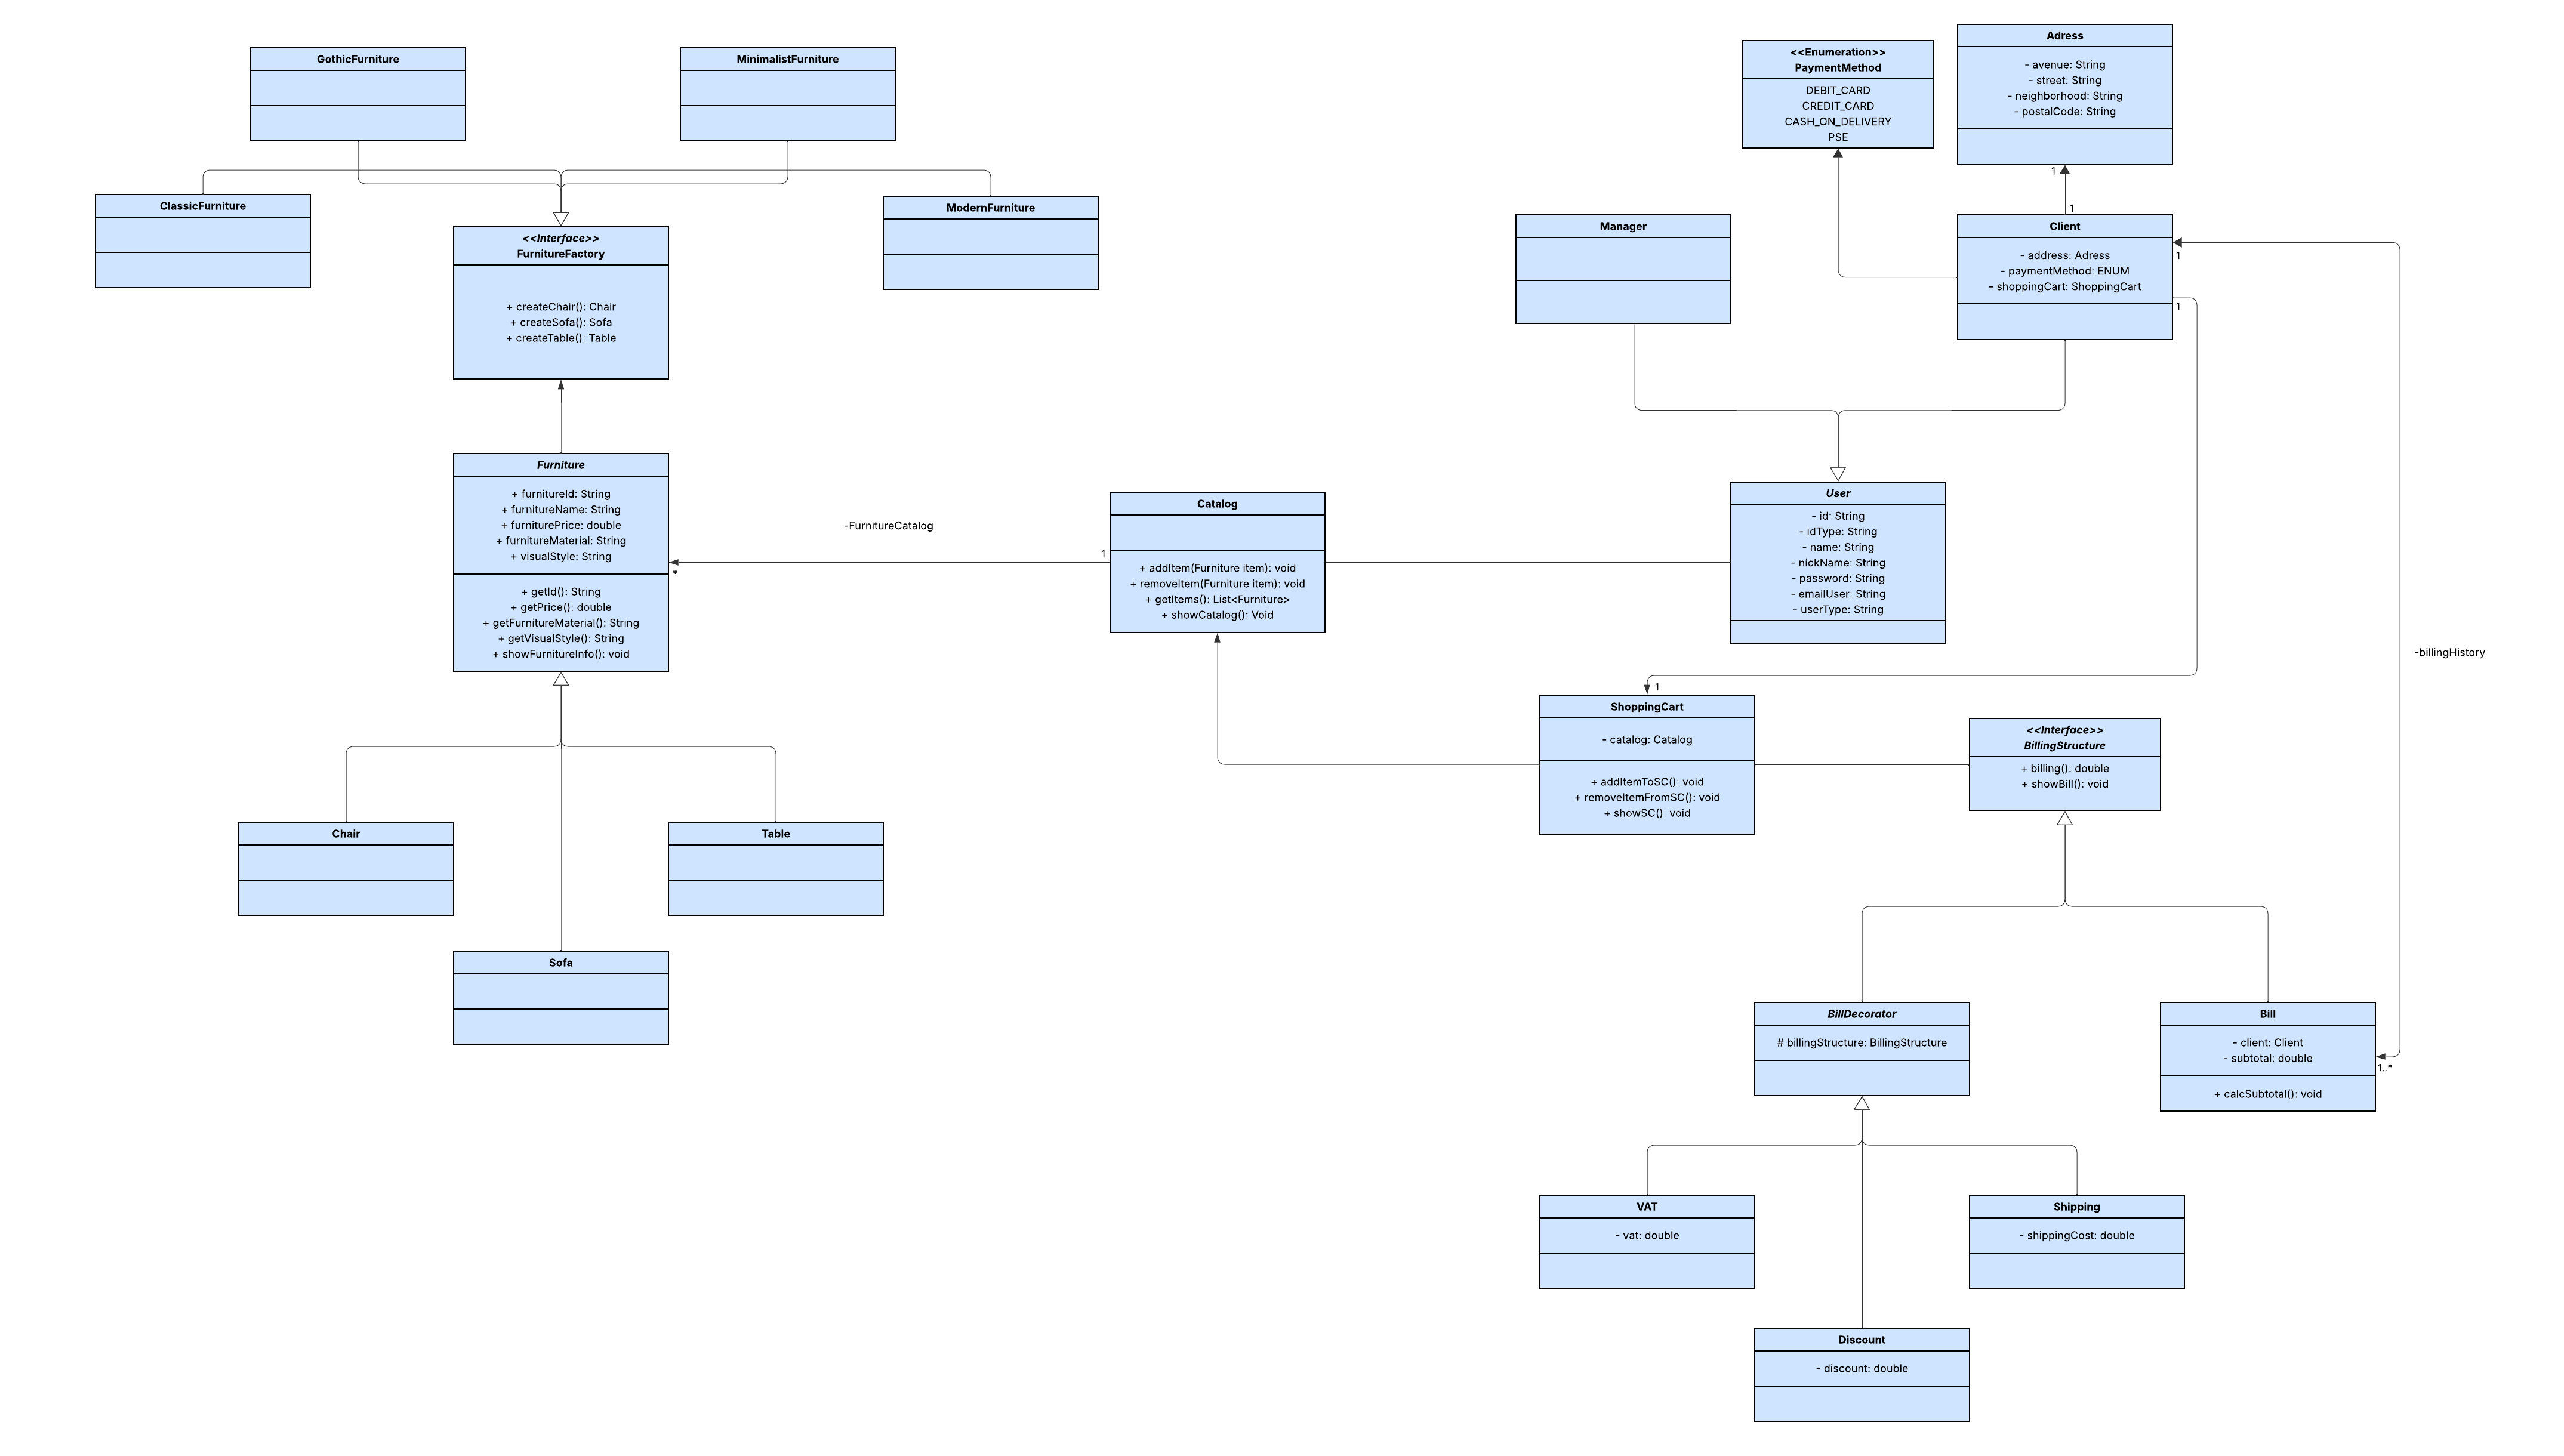 GothicFurniture
MinimalistFurniture
ClassicFurniture
ModernFurniture
<<Interface>>
FurnitureFactory
+ createChair(): Chair
+ createSofa(): Sofa
+ createTable(): Table
Furniture
+ furnitureId: String
+ furnitureName: String
+ furniturePrice: double
+ furnitureMaterial: String
+ visualStyle: String
+ getId(): String
+ getPrice(): double
+ getFurnitureMaterial(): String
+ getVisualStyle(): String
+ showFurnitureInfo(): void
Chair
Table
Sofa
-FurnitureCatalog
1
*
Catalog
+ addItem(Furniture item): void
+ removeItem(Furniture item): void
+ getItems(): List<Furniture>
+ showCatalog(): Void
<<Enumeration>>
PaymentMethod
DEBIT_CARD
CREDIT_CARD
CASH_ON_DELIVERY
PSE
Adress
- avenue: String
- street: String
- neighborhood: String
- postalCode: String
1
1
Manager
Client
- address: Adress
- paymentMethod: ENUM
- shoppingCart: ShoppingCart
1
1
User
- id: String
- idType: String
- name: String
- nickName: String
- password: String
- emailUser: String
- userType: String
-billingHistory
1
ShoppingCart
- catalog: Catalog
+ addItemToSC(): void
+ removeItemFromSC(): void
+ showSC(): void
<<Interface>>
BillingStructure
+ billing(): double
+ showBill(): void
BillDecorator
# billingStructure: BillingStructure
Bill
- client: Client
- subtotal: double
+ calcSubtotal(): void
1..*
VAT
- vat: double
Shipping
- shippingCost: double
Discount
- discount: double